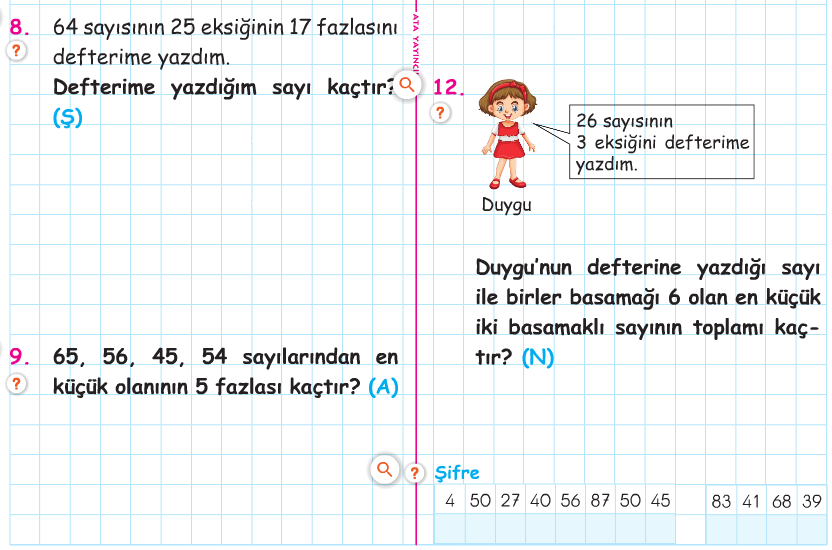 8. 64 sayısının 25 eksiğinin 17 fazlasını
?
defterime yazdım.
Defterime yazdığım sayı kaçtır?
(Ş)
9. 65, 56, 45, 54 sayılarından en
?
küçük olanının 5 fazlası kaçtır? (A)
ATA YAYINCI
12.
?
26 sayısının
3 eksiğini defterime
yazdım.
Duygu
Duygu'nun defterine yazdığı sayı
ile birler basamağı 6 olan en küçük
iki basamaklı sayının toplamı kaç-
tır? (N)
? Şifre
4 50 27 40 56 87 50 45 83 41 68 39